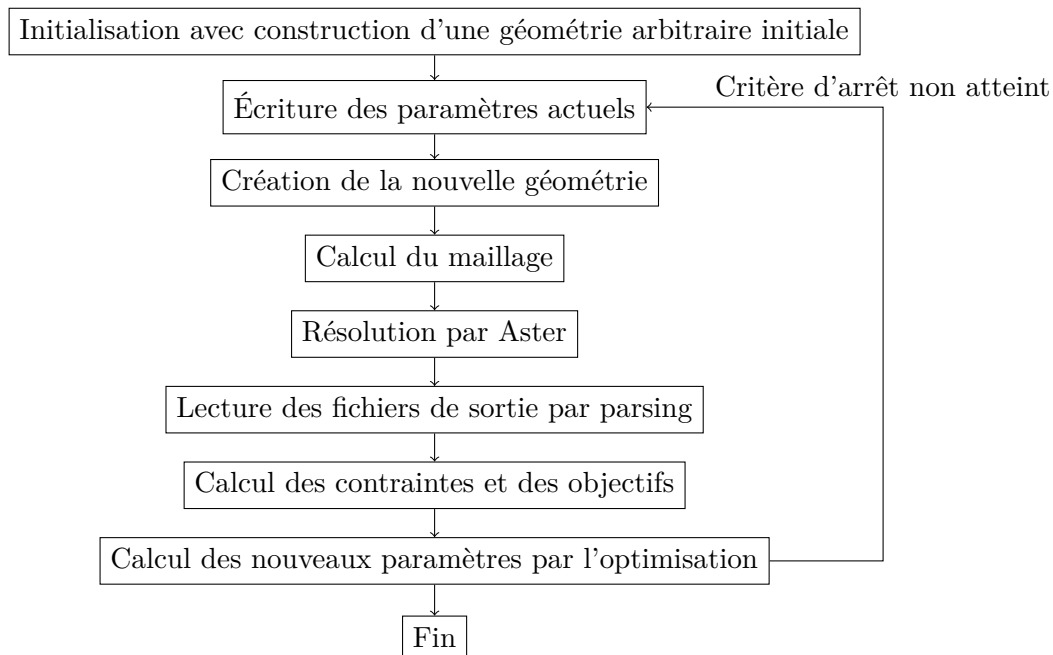 Initialisation avec construction d'une géométrie arbitraire initiale
Critère d'arrêt non atteint
Écriture des paramètres actuels
Création de la nouvelle géométrie
Calcul du maillage
Résolution par Aster
Lecture des fichiers de sortie par parsing
Calcul des contraintes et des objectifs
Calcul des nouveaux paramètres par l'optimisation
Fin